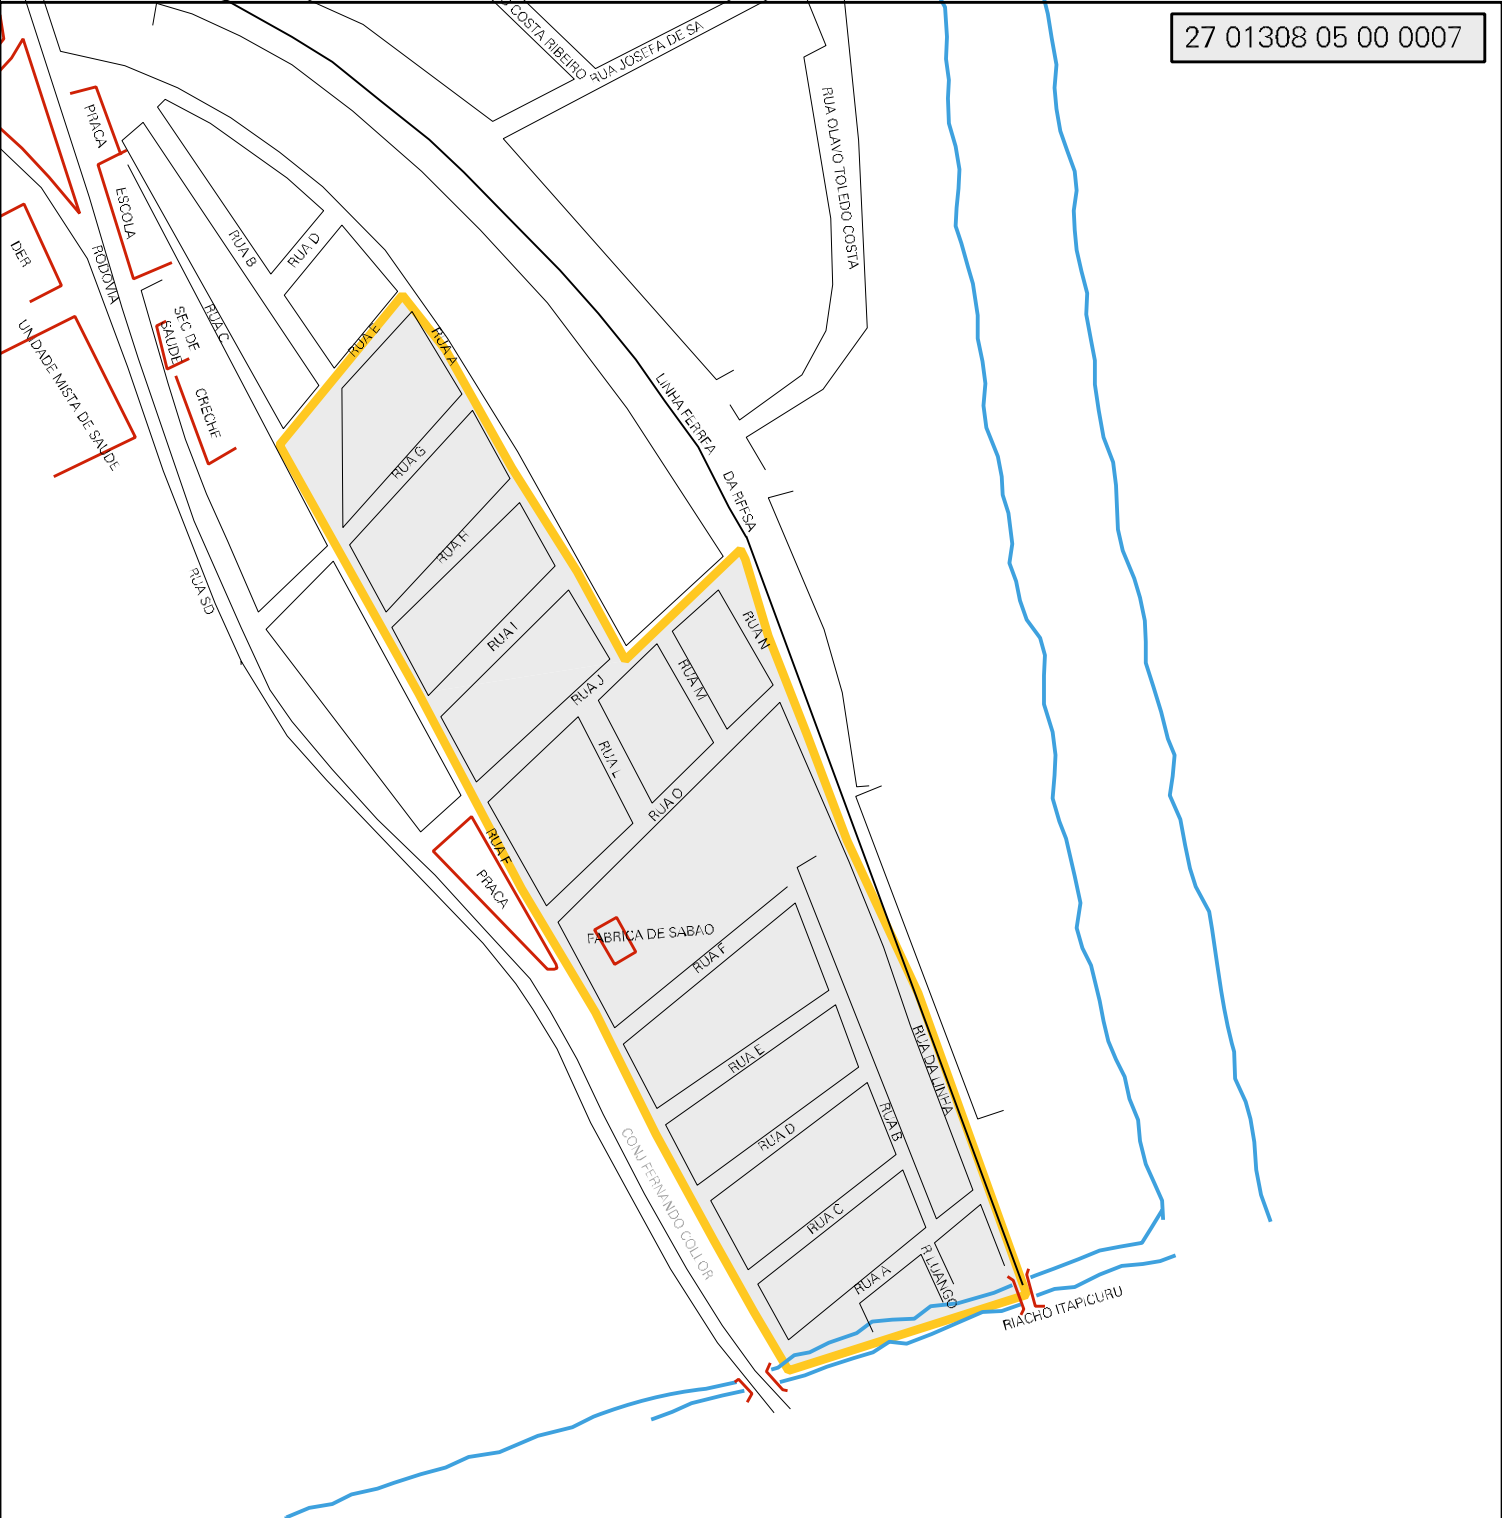 27 01308 05 00 0007
COSTA RIBEIRO
RUA JOSEFA DE SA
RUA OLAVO TOLEDO COSTA
PRACA
ESCOLA
DER
RODOVIA
RUA B
RUA D
RUA C
SEC DE
SAUDE
UNIDADE MISTA DE SAUDE
CRECHE
RUA E
RUA A
LINHA FERREA
DA RFFSA
RUA G
RUA H
RUA SD
RUA I
RUA J
RUA M
RUA N
RUA L
RUA O
RUA F
PRACA
FABRICA DE SABAO
RUA F
RUA E
RUA DA LINHA
RUA D
RUA B
CONJ FERNANDO COLLOR
RUA C
RUA A
R LUANGO
RIACHO ITAPICURU